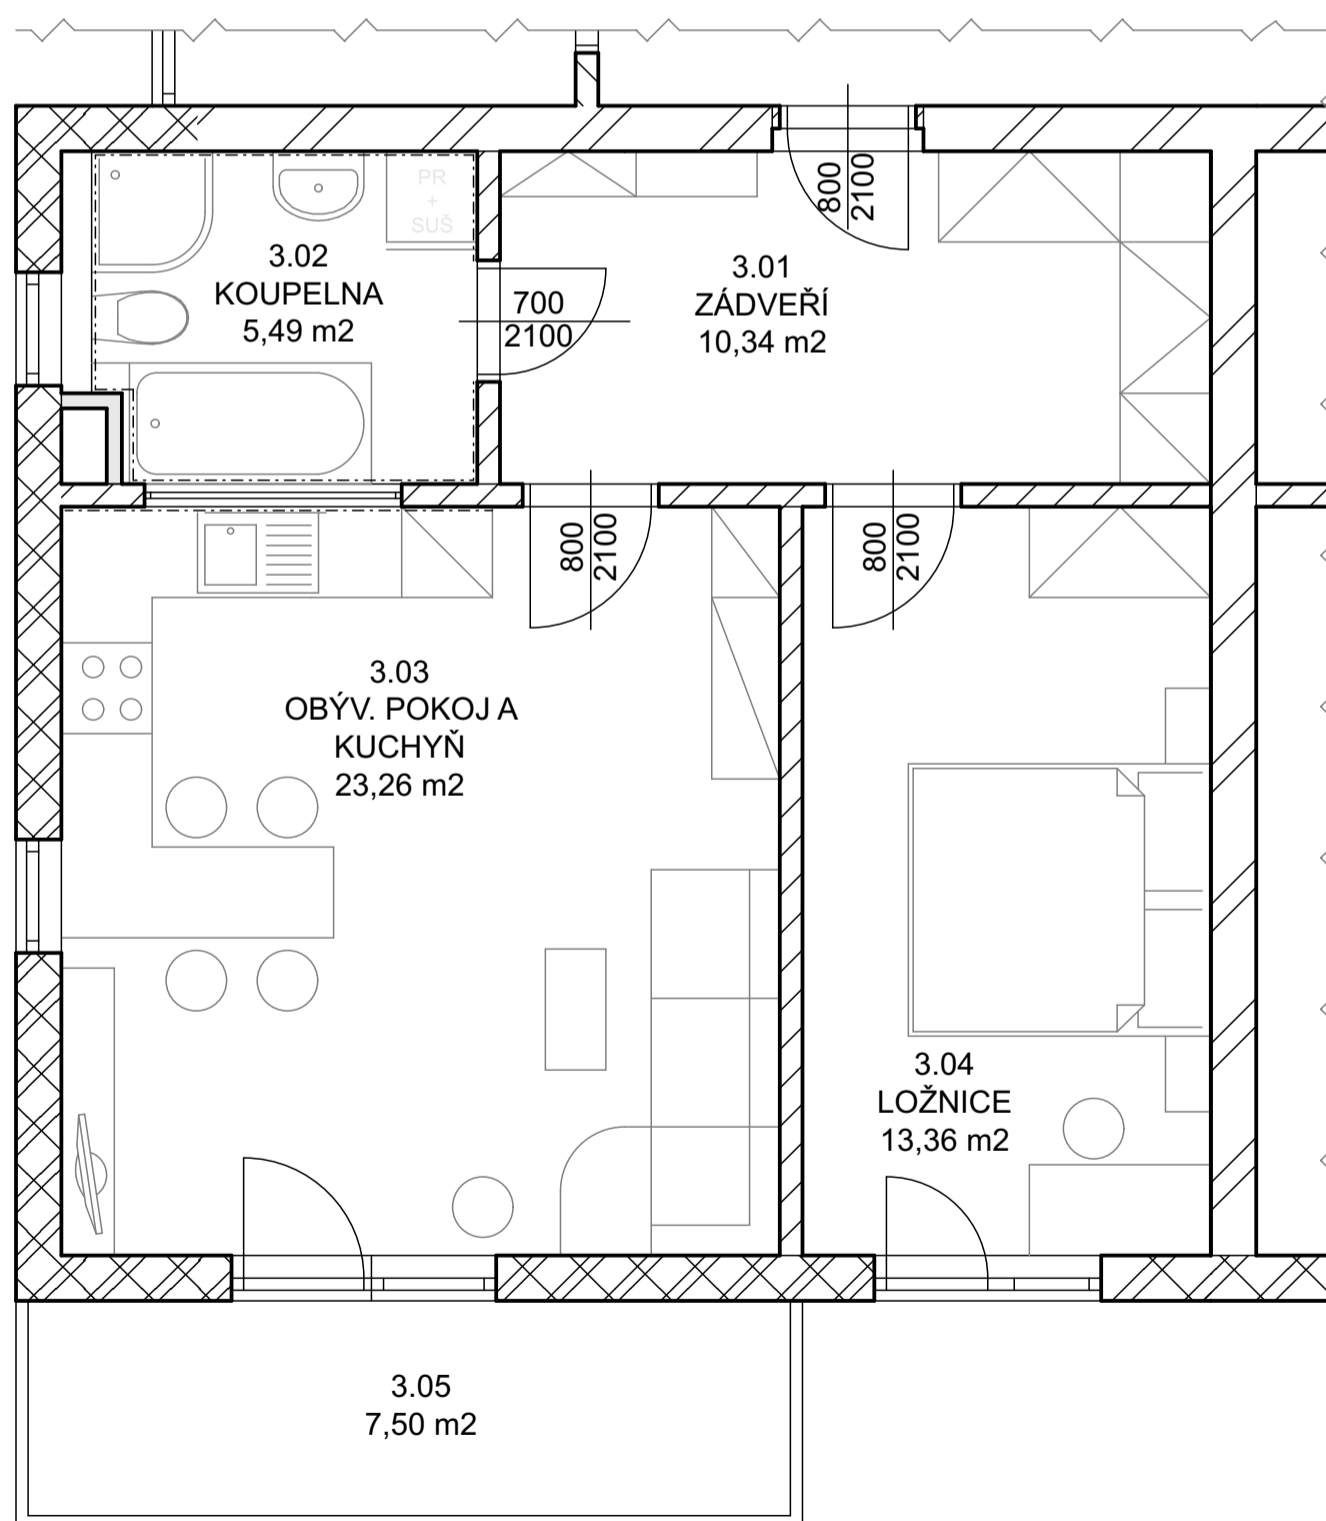 PR
+
SUŠ
800
2100
3.02
KOUPELNA
5,49 m2
3.01
ZÁDVEŘÍ
10,34 m2
700
2100
800
2100
800
2100
3.03
OBÝV. POKOJ A
KUCHYŇ
23,26 m2
3.04
LOŽNICE
13,36 m2
3.05
7,50 m2